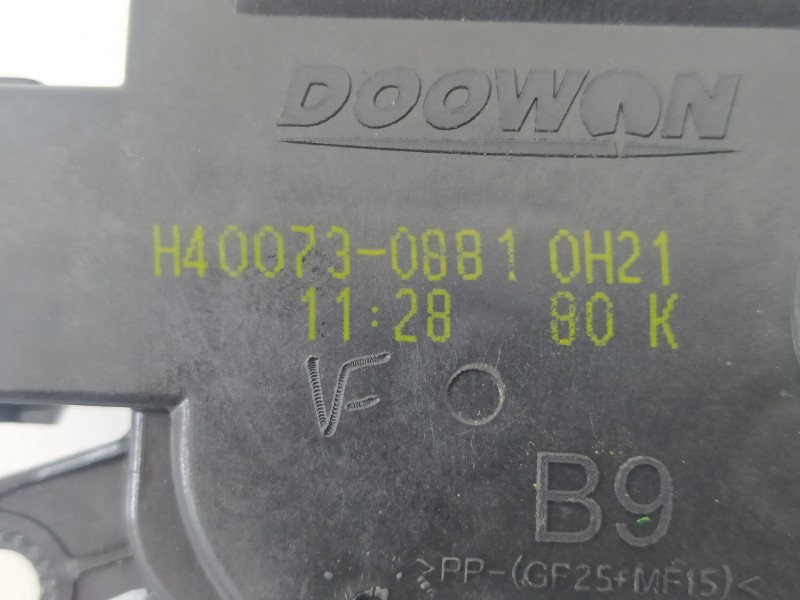 DOOWON
H40073-0881 0H21
11:28 80 K
VF
B9
>PP-(GF25+MF15)<